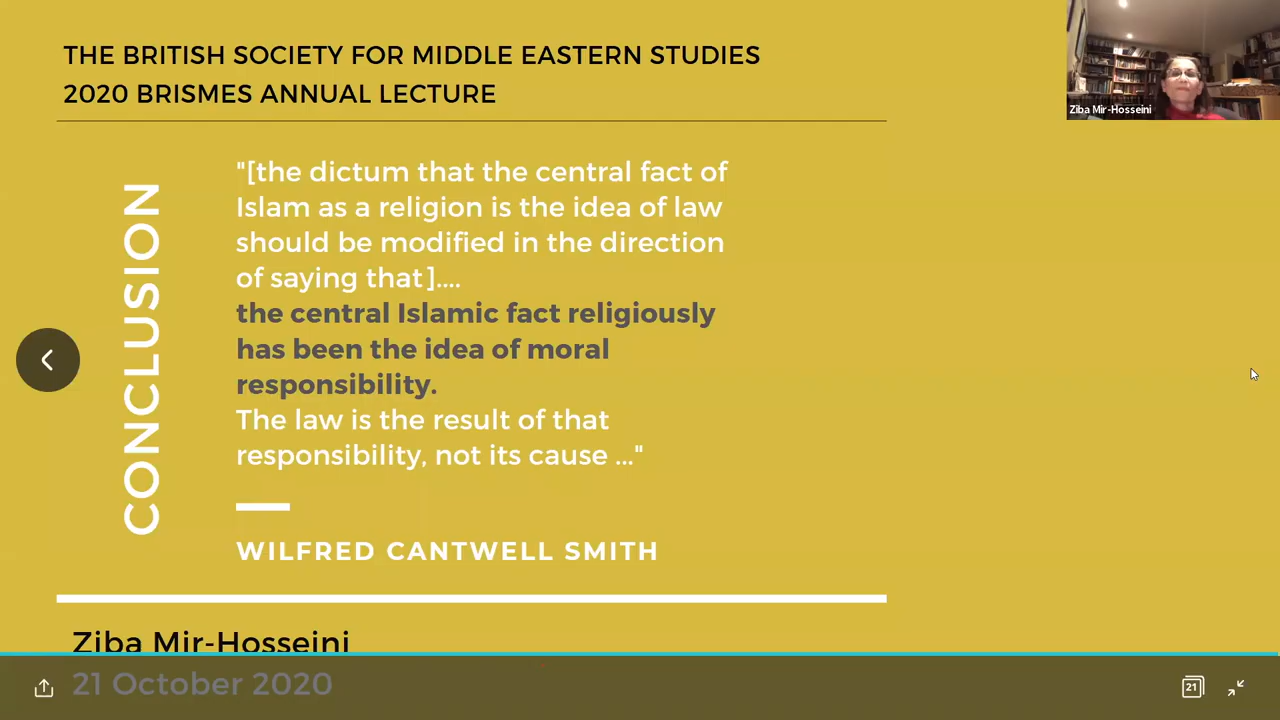 THE BRITISH SOCIETY FOR MIDDLE EASTERN STUDIES
2020 BRISMES ANNUAL LECTURE
Ziba Mir-Hosseini
CONCLUSION
"[the dictum that the central fact of
Islam as a religion is the idea of law
should be modified in the direction
of saying that]....
the central Islamic fact religiously
has been the idea of moral
responsibility.
The law is the result of that
responsibility, not its cause ..."
WILFRED CANTWELL SMITH
Ziba Mir-Hosseini
21 October 2020
21